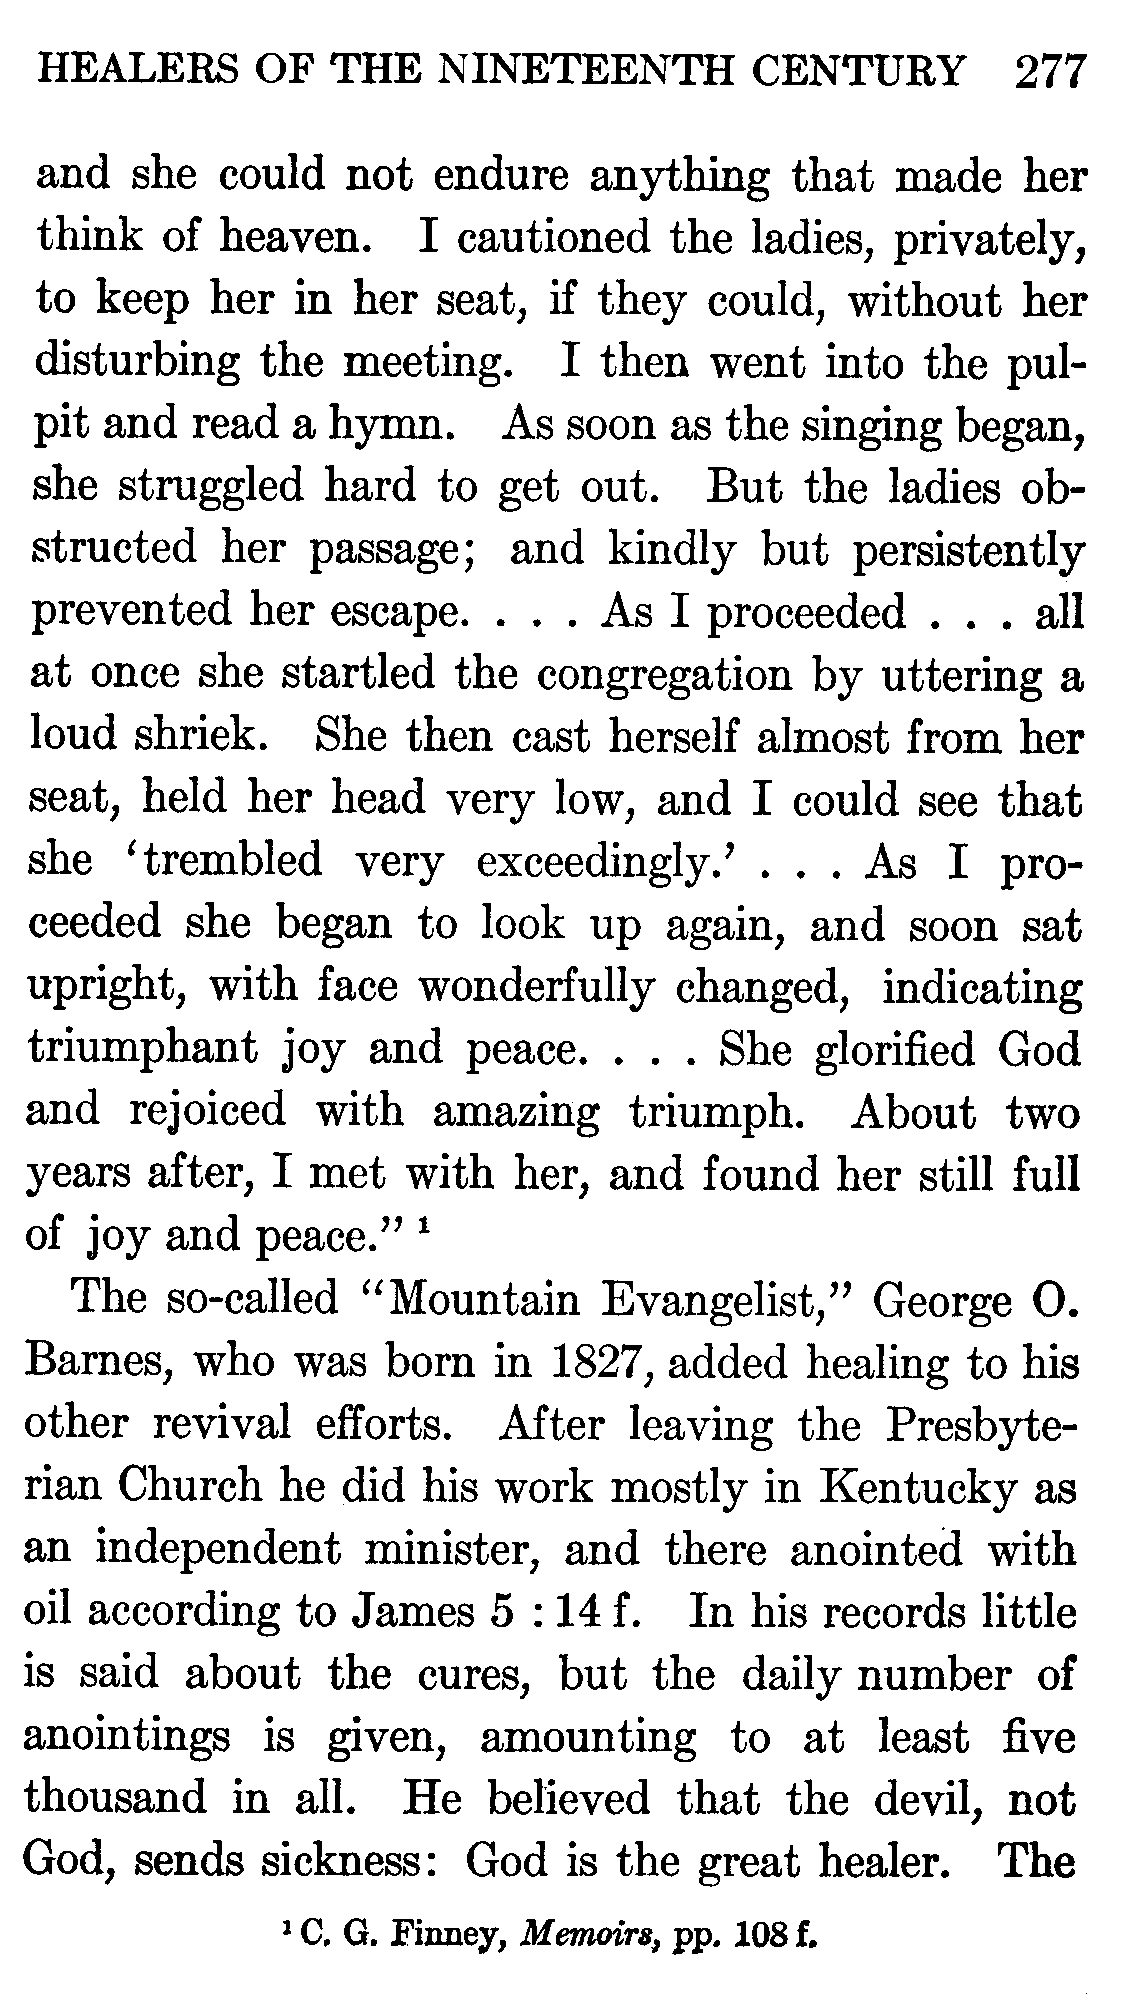 HEALERS OF THE NINETEENTH CENTURY 277
and she could not endure anything that made her
think of heaven. I cautioned the ladies, privately,
to keep her in her seat, if they could, without her
disturbing the meeting. I then went into the pul-
pit and read a hymn. As soon as the singing began,
she struggled hard to get out. But the ladies ob-
structed her passage; and kindly but persistently
prevented her escape. . . . As I proceeded . . . all
at once she startled the congregation by uttering a
loud shriek. She then cast herself almost from her
seat, held her head very low, and I could see that
she ‘trembled very exceedingly.’ . . . As I pro-
ceeded she began to look up again, and soon sat
upright, with face wonderfully changed, indicating
triumphant joy and peace. . . . She glorified God
and rejoiced with amazing triumph. About two
years after, I met with her, and found her still full
of joy and peace.” ¹
The so-called “Mountain Evangelist,” George O.
Barnes, who was born in 1827, added healing to his
other revival efforts. After leaving the Presbyte-
rian Church he did his work mostly in Kentucky as
an independent minister, and there anointed with
oil according to James 5 : 14 f. In his records little
is said about the cures, but the daily number of
anointings is given, amounting to at least five
thousand in all. He believed that the devil, not
God, sends sickness: God is the great healer. The
¹ C. G. Finney, Memoirs, pp. 108 f.